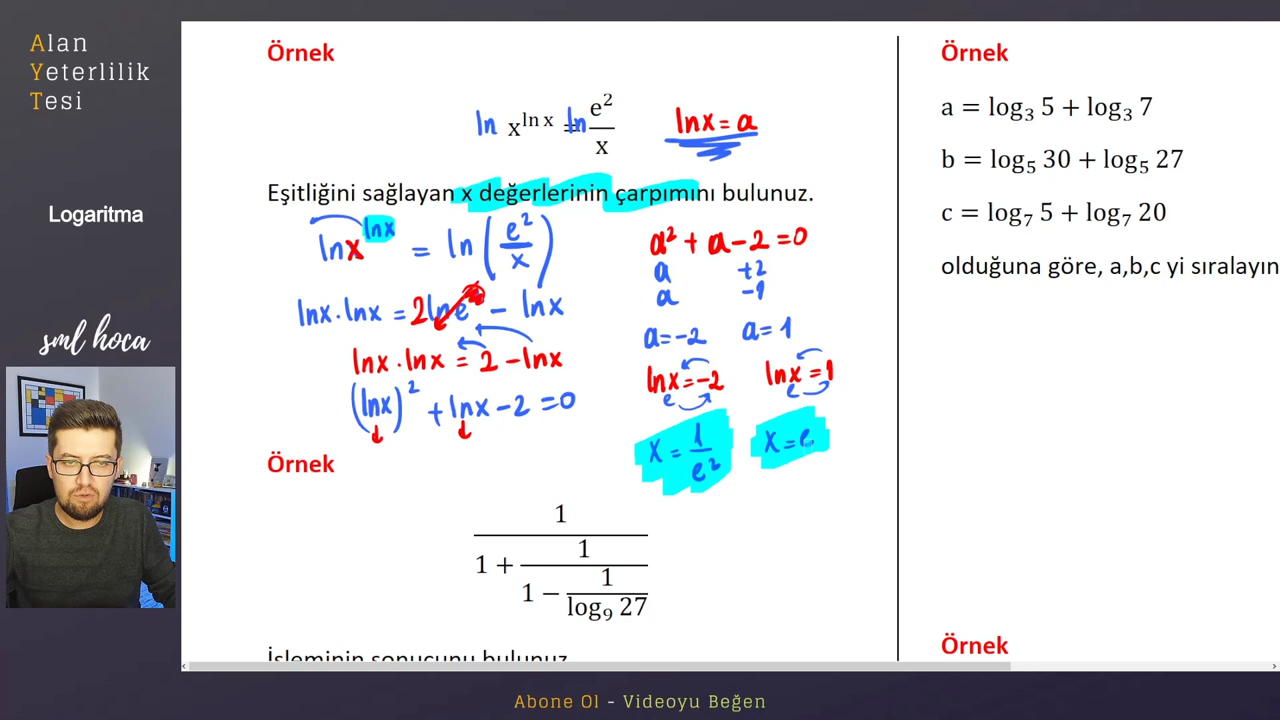 Alan
Yeterlilik
Tesi
Logaritma
sml hoca
Örnek
ln x^(ln x) = ln e²/x
lnx = a
Eşitliğini sağlayan x değerlerinin çarpımını bulunuz.
lnx^(lnx) = ln(e²/x)
lnx · lnx = 2lne² − lnx
lnx · lnx = 2 − lnx
(lnx)² + lnx − 2 = 0
a² + a − 2 = 0
a +2
a −1
a = −2 a = 1
lnx = −2 lnx = 1
e e
x = 1/e² x = e
Örnek
1
1 + 1
1 − 1
log₉ 27
İşleminin sonucunu bulunuz
Örnek
a = log₃ 5 + log₃ 7
b = log₅ 30 + log₅ 27
c = log₇ 5 + log₇ 20
olduğuna göre, a,b,c yi sıralayın
Örnek
Abone Ol - Videoyu Beğen